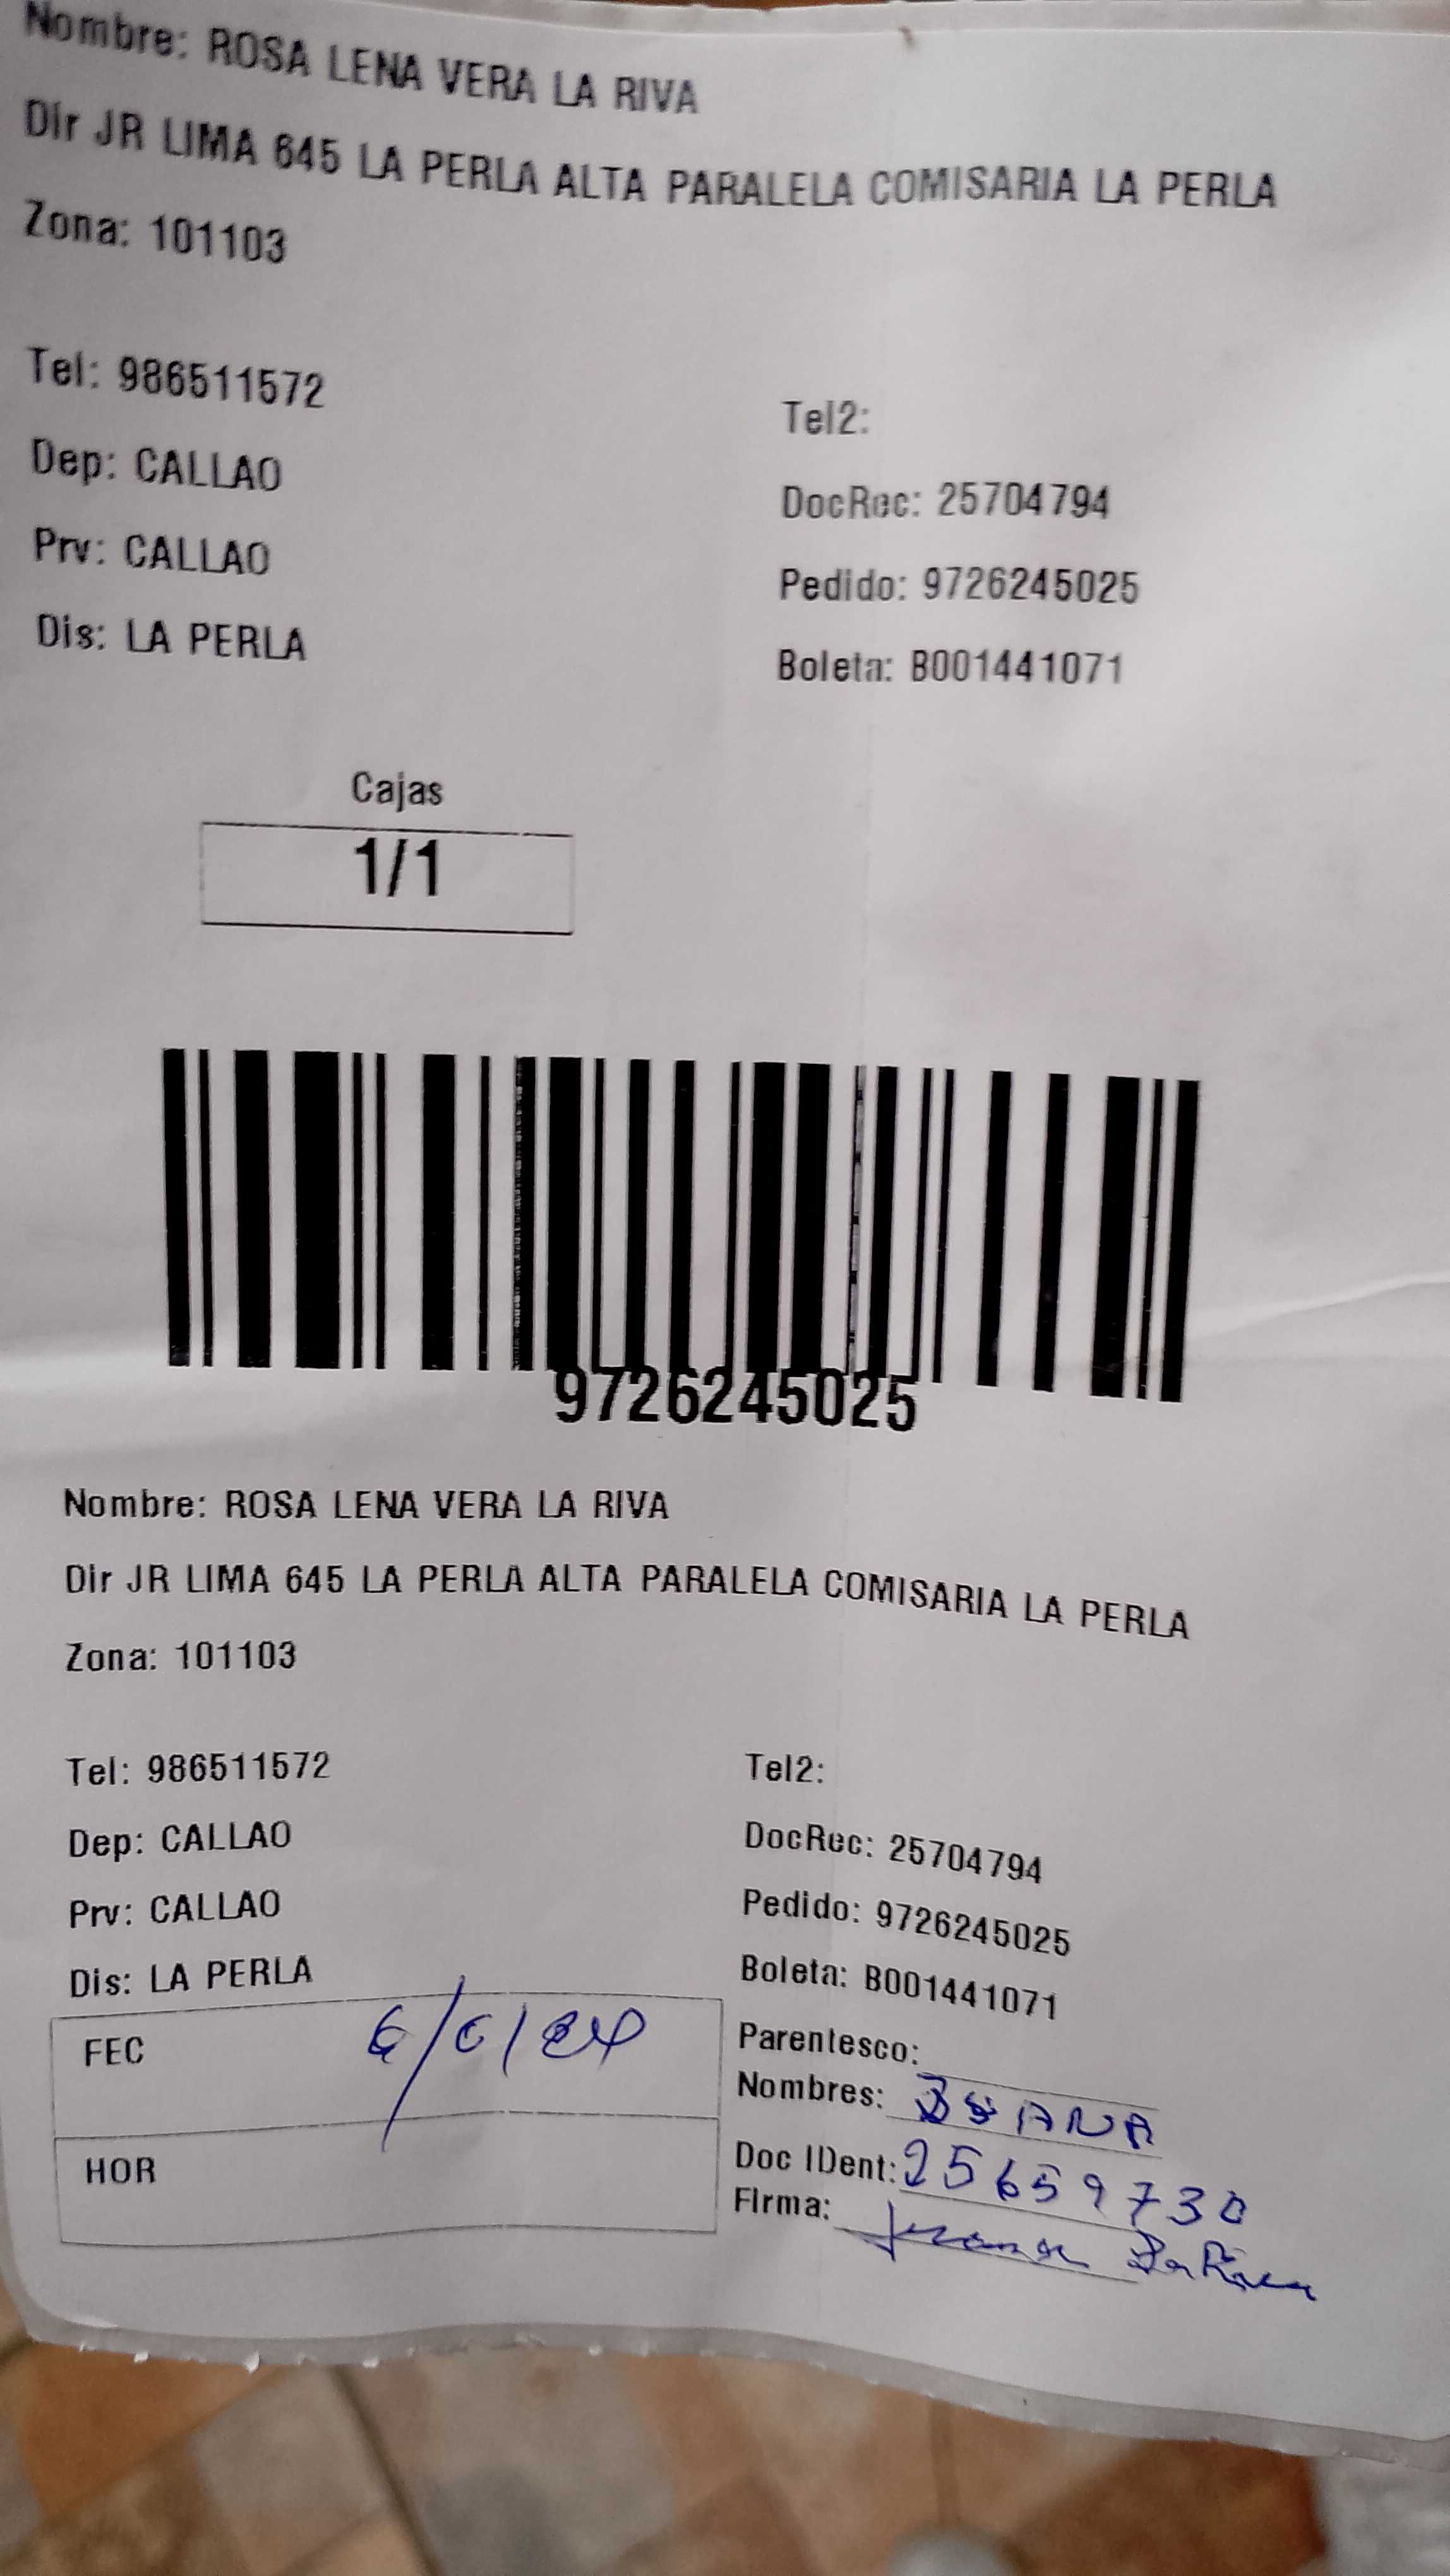 Nombre: ROSA LENA VERA LA RIVA
Dir JR LIMA 645 LA PERLA ALTA PARALELA COMISARIA LA PERLA
Zona: 101103
Tel: 986511572
Tel2:
Dep: CALLAO
DocRec: 25704794
Prv: CALLAO
Pedido: 9726245025
Dis: LA PERLA
Boleta: B001441071
Cajas
1/1
9726245025
Nombre: ROSA LENA VERA LA RIVA
Dir JR LIMA 645 LA PERLA ALTA PARALELA COMISARIA LA PERLA
Zona: 101103
Tel: 986511572
Tel2:
Dep: CALLAO
DocRec: 25704794
Prv: CALLAO
Pedido: 9726245025
Dis: LA PERLA
Boleta: B001441071
FEC 6/6/24
Parentesco:
Nombres:
HOR
Doc IDent: 25659730
Firma: